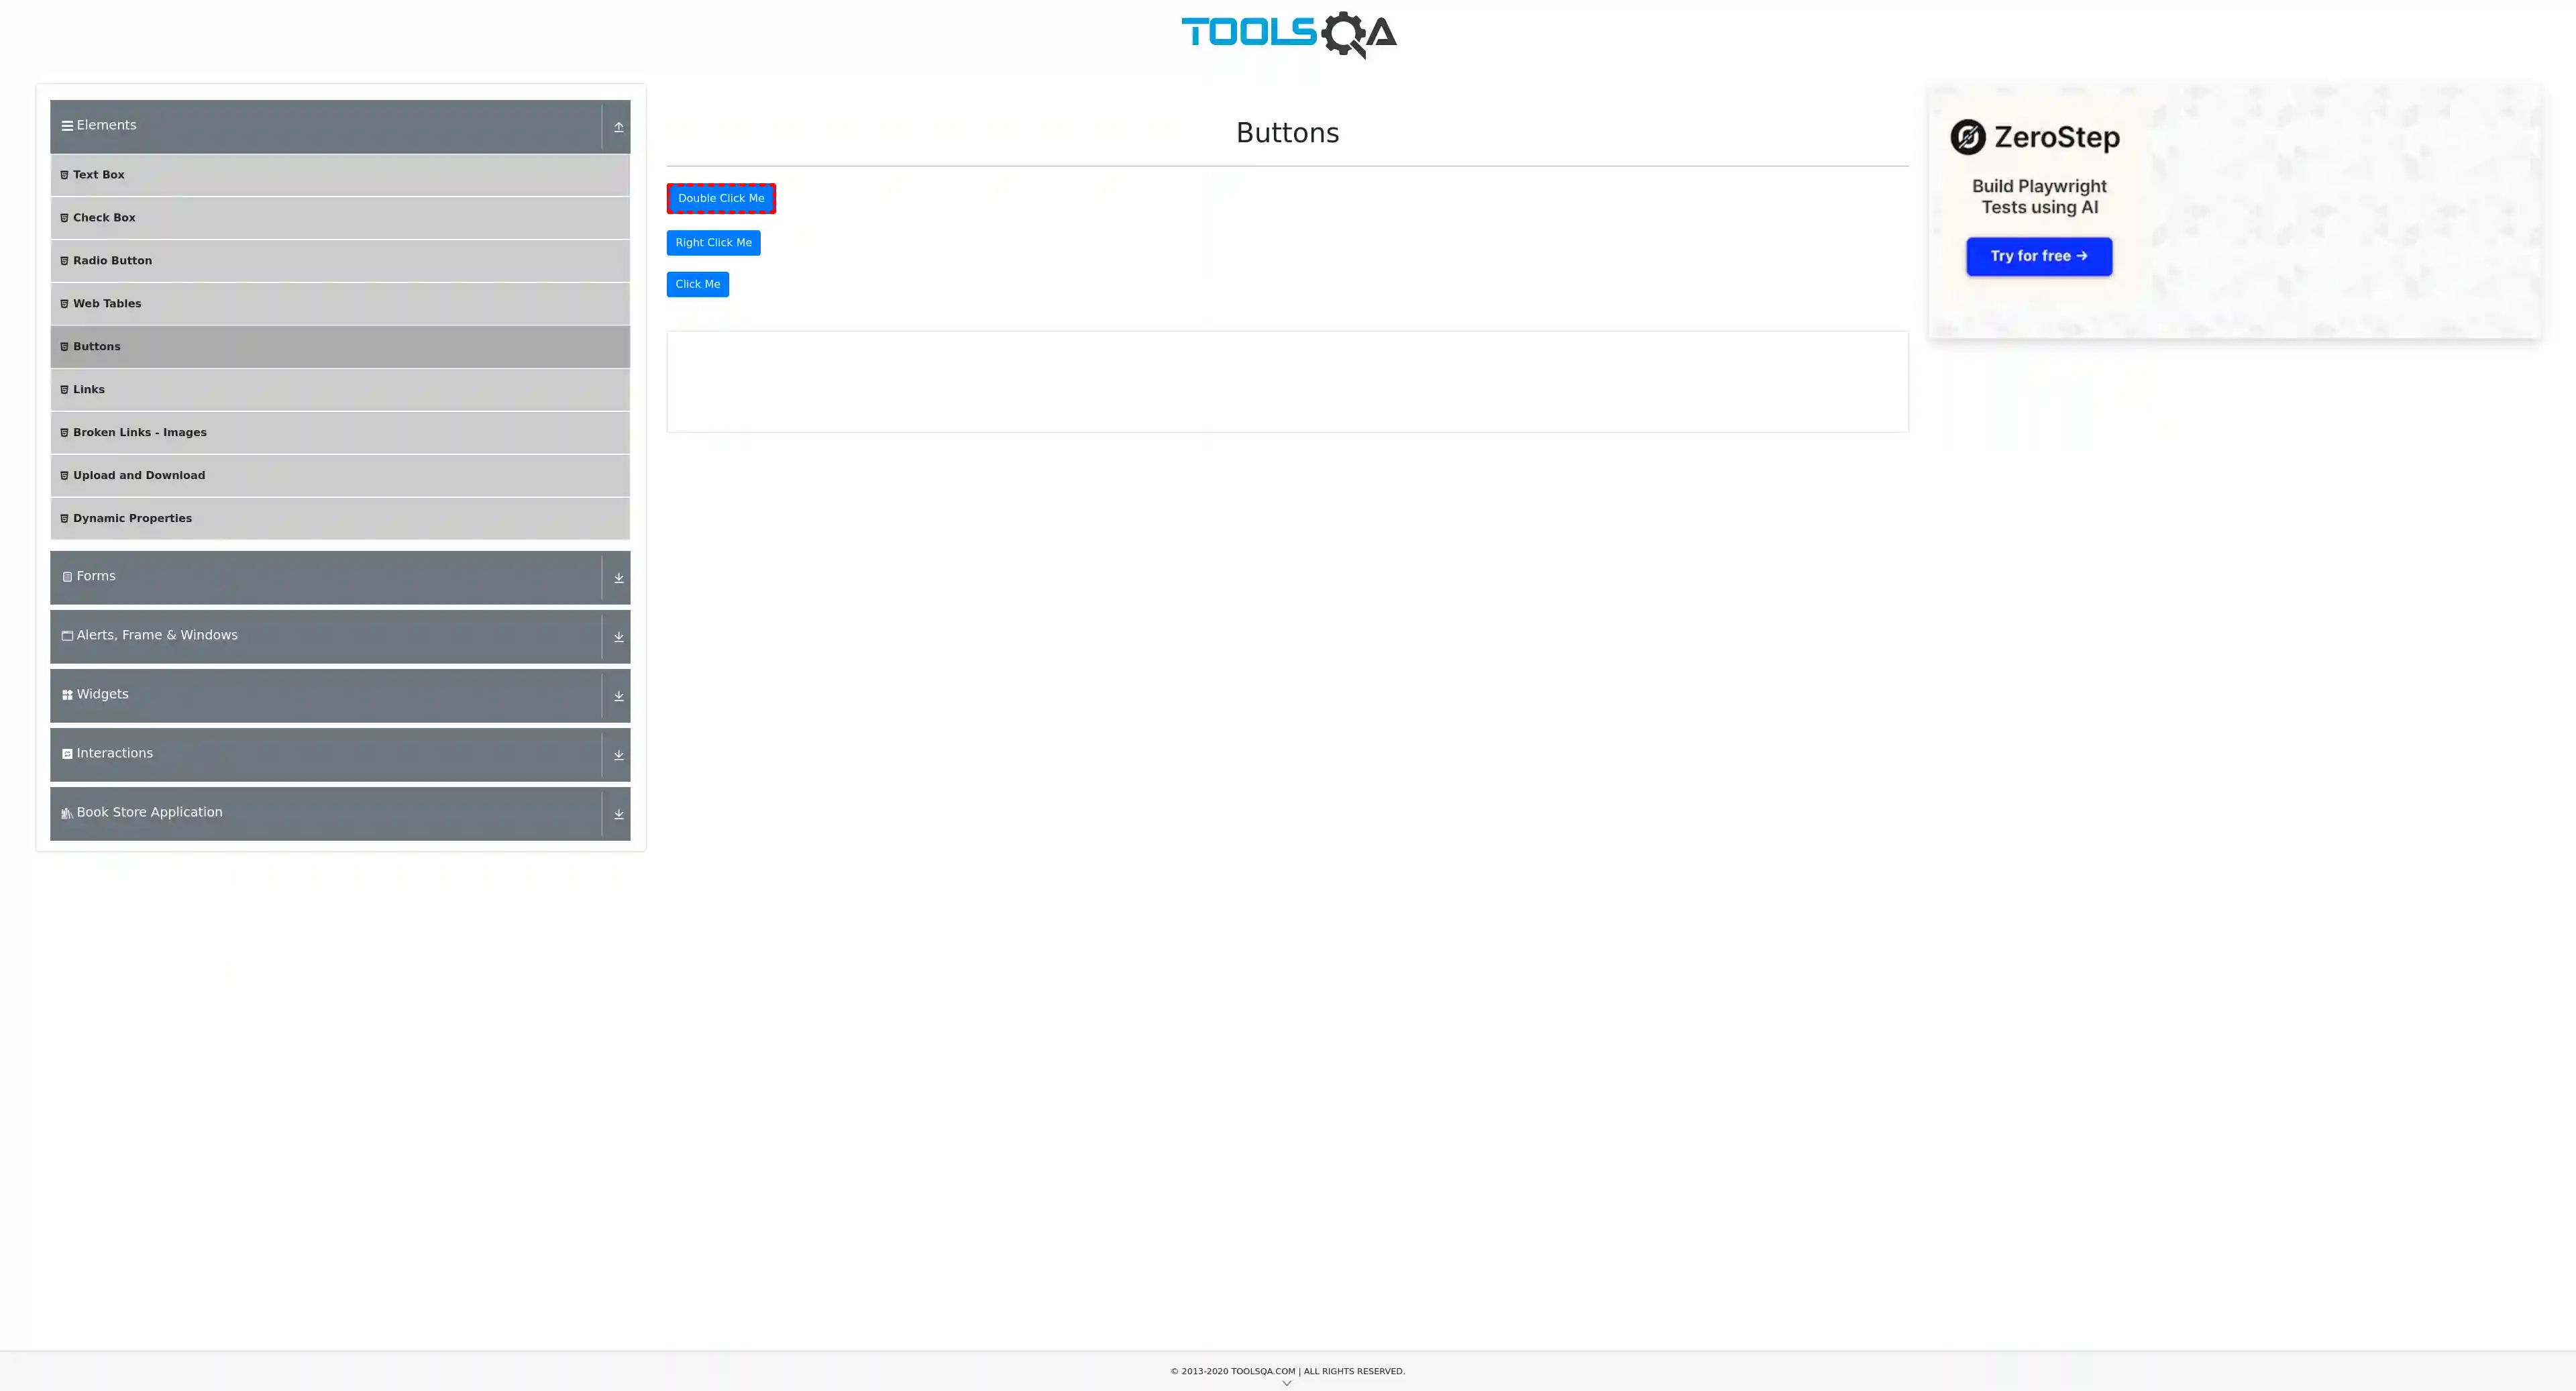 TOOLSQA
Elements
Text Box
Check Box
Radio Button
Web Tables
Buttons
Links
Broken Links - Images
Upload and Download
Dynamic Properties
Forms
Alerts, Frame & Windows
Widgets
Interactions
Book Store Application
Buttons
Double Click Me
Right Click Me
Click Me
ZeroStep
Build Playwright
Tests using AI
Try for free →
© 2013-2020 TOOLSQA.COM | ALL RIGHTS RESERVED.